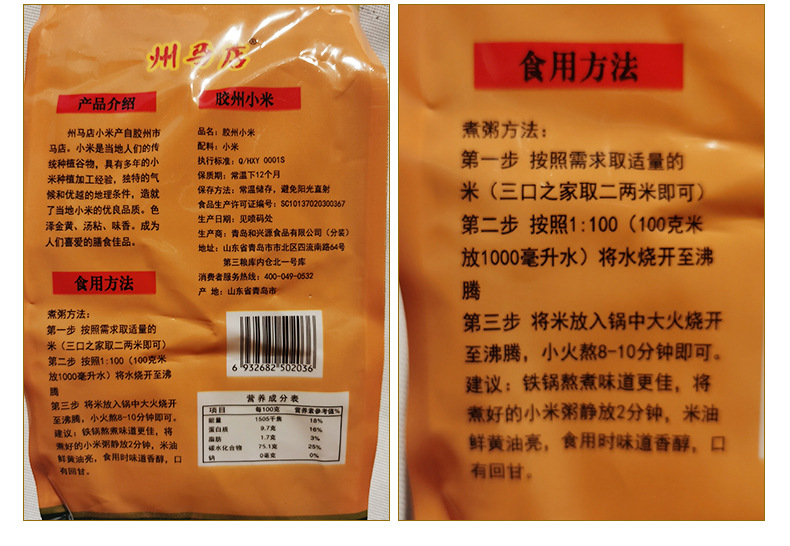 州马店®
产品介绍
州马店小米产自胶州市
马店。小米是当地人们的传
统种植谷物，具有多年的小
米种植加工经验，独特的气
候和优越的地理条件，造就
了当地小米的优良品质。色
泽金黄、汤粘、味香。成为
人们喜爱的膳食佳品。
食用方法
煮粥方法：
第一步 按照需求取适量的
米（三口之家取二两米即可）
第二步 按照1:100（100克米
放1000毫升水）将水烧开至沸
腾
第三步 将米放入锅中大火烧开
至沸腾，小火熬8-10分钟即可。
建议：铁锅熬煮味道更佳，将
煮好的小米粥静放2分钟，米油
鲜黄油亮，食用时味道香醇，口
有回甘。
胶州小米
品名：胶州小米
配料：小米
执行标准：Q/HXY 0001S
保质期：常温下12个月
保存方法：常温储存，避免阳光直射
食品生产许可证编号：SC10137020300367
生产日期：见喷码处
生产商：青岛和兴源食品有限公司（分装）
地址：山东省青岛市市北区四流南路64号
第三粮库内仓北一号库
消费者服务热线：400-049-0532
产 地：山东省青岛市
6 932682 502036
营养成分表
项目 每100克 营养素参考值%
能量 1505千焦 18%
蛋白质 9.7克 16%
脂肪 1.7克 3%
碳水化合物 75.1克 25%
钠 0毫克 0%
食用方法
煮粥方法：
第一步 按照需求取适量的
米（三口之家取二两米即可）
第二步 按照1:100（100克米
放1000毫升水）将水烧开至沸
腾
第三步 将米放入锅中大火烧开
至沸腾，小火熬8-10分钟即可。
建议：铁锅熬煮味道更佳，将
煮好的小米粥静放2分钟，米油
鲜黄油亮，食用时味道香醇，口
有回甘。